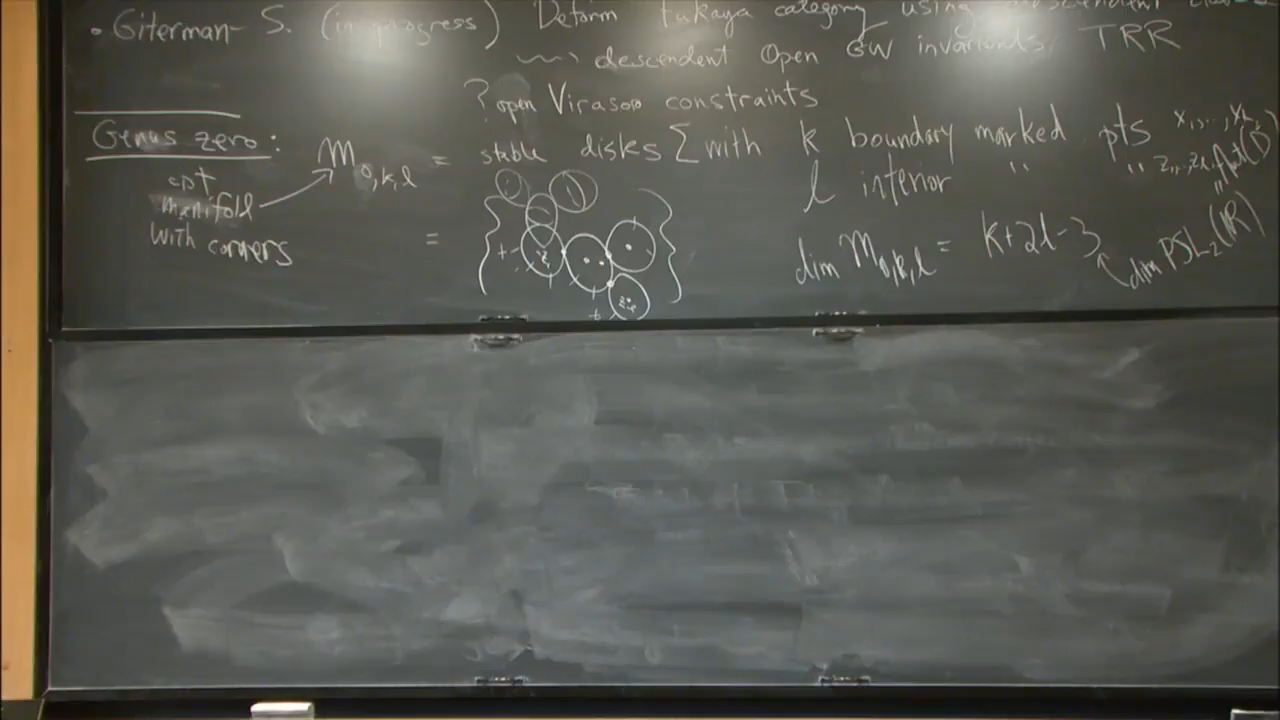 • Giterman - S. (in progress) Deform Fukaya category using
⇝ descendent Open GW invariants, TRR
? open Virasoro constraints
Genus zero: M₀,ₖ,ₗ = stable disks Σ with k boundary marked pts x₁,...,xₖ
l interior " " z₁,...,zₗ
cpt manifold with corners
= { }
dim M₀,ₖ,ₗ = k+2l-3
dim PSL₂(ℝ)